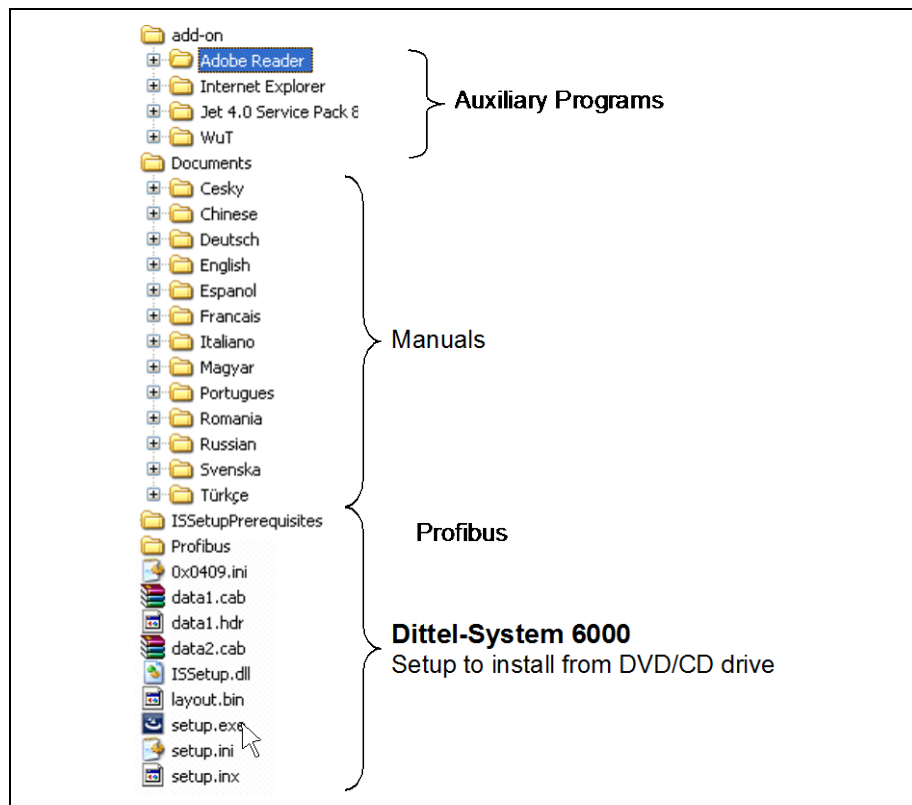 add-on
Adobe Reader
Internet Explorer
Jet 4.0 Service Pack 8
WuT
Auxiliary Programs
Documents
Cesky
Chinese
Deutsch
English
Espanol
Francais
Italiano
Magyar
Portugues
Romania
Russian
Svenska
Türkçe
Manuals
ISSetupPrerequisites
Profibus
Profibus
0x0409.ini
data1.cab
data1.hdr
data2.cab
ISSetup.dll
layout.bin
setup.exe
setup.ini
setup.inx
Dittel-System 6000
Setup to install from DVD/CD drive